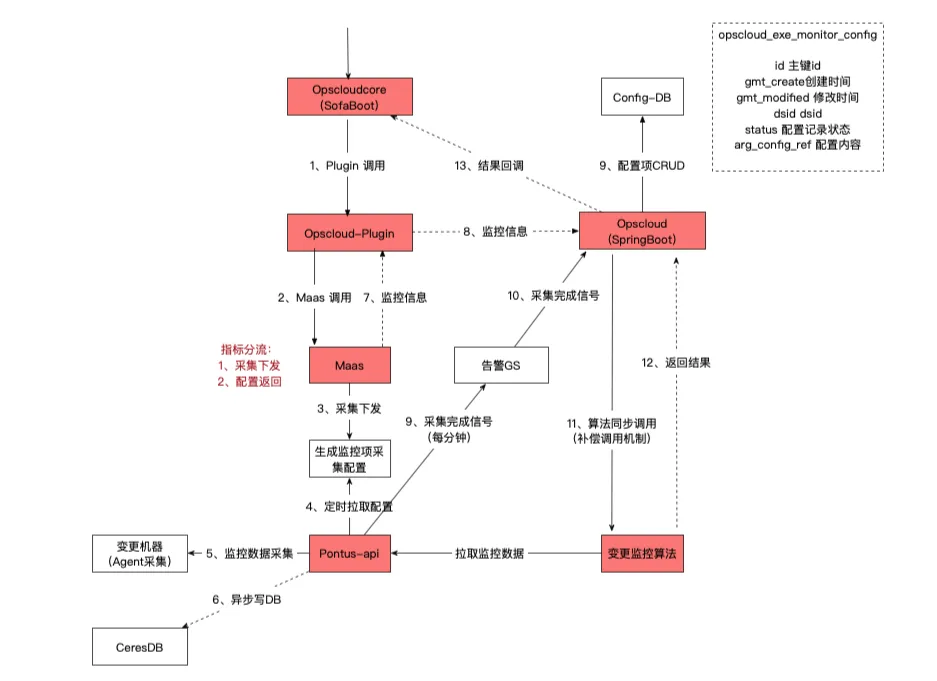 opscloud_exe_monitor_config
id 主键id
gmt_create创建时间
gmt_modified 修改时间
dsid dsid
status 配置记录状态
arg_config_ref 配置内容
Opscloudcore
(SofaBoot)
Config-DB
1、Plugin 调用
13、结果回调
9、配置项CRUD
Opscloud-Plugin
8、监控信息
Opscloud
(SpringBoot)
2、Maas 调用
7、监控信息
10、采集完成信号
指标分流：
1、采集下发
2、配置返回
Maas
告警GS
12、返回结果
3、采集下发
9、采集完成信号
（每分钟）
11、算法同步调用
（补偿调用机制）
生成监控项采
集配置
4、定时拉取配置
变更机器
（Agent采集）
5、监控数据采集
Pontus-api
拉取监控数据
变更监控算法
6、异步写DB
CeresDB